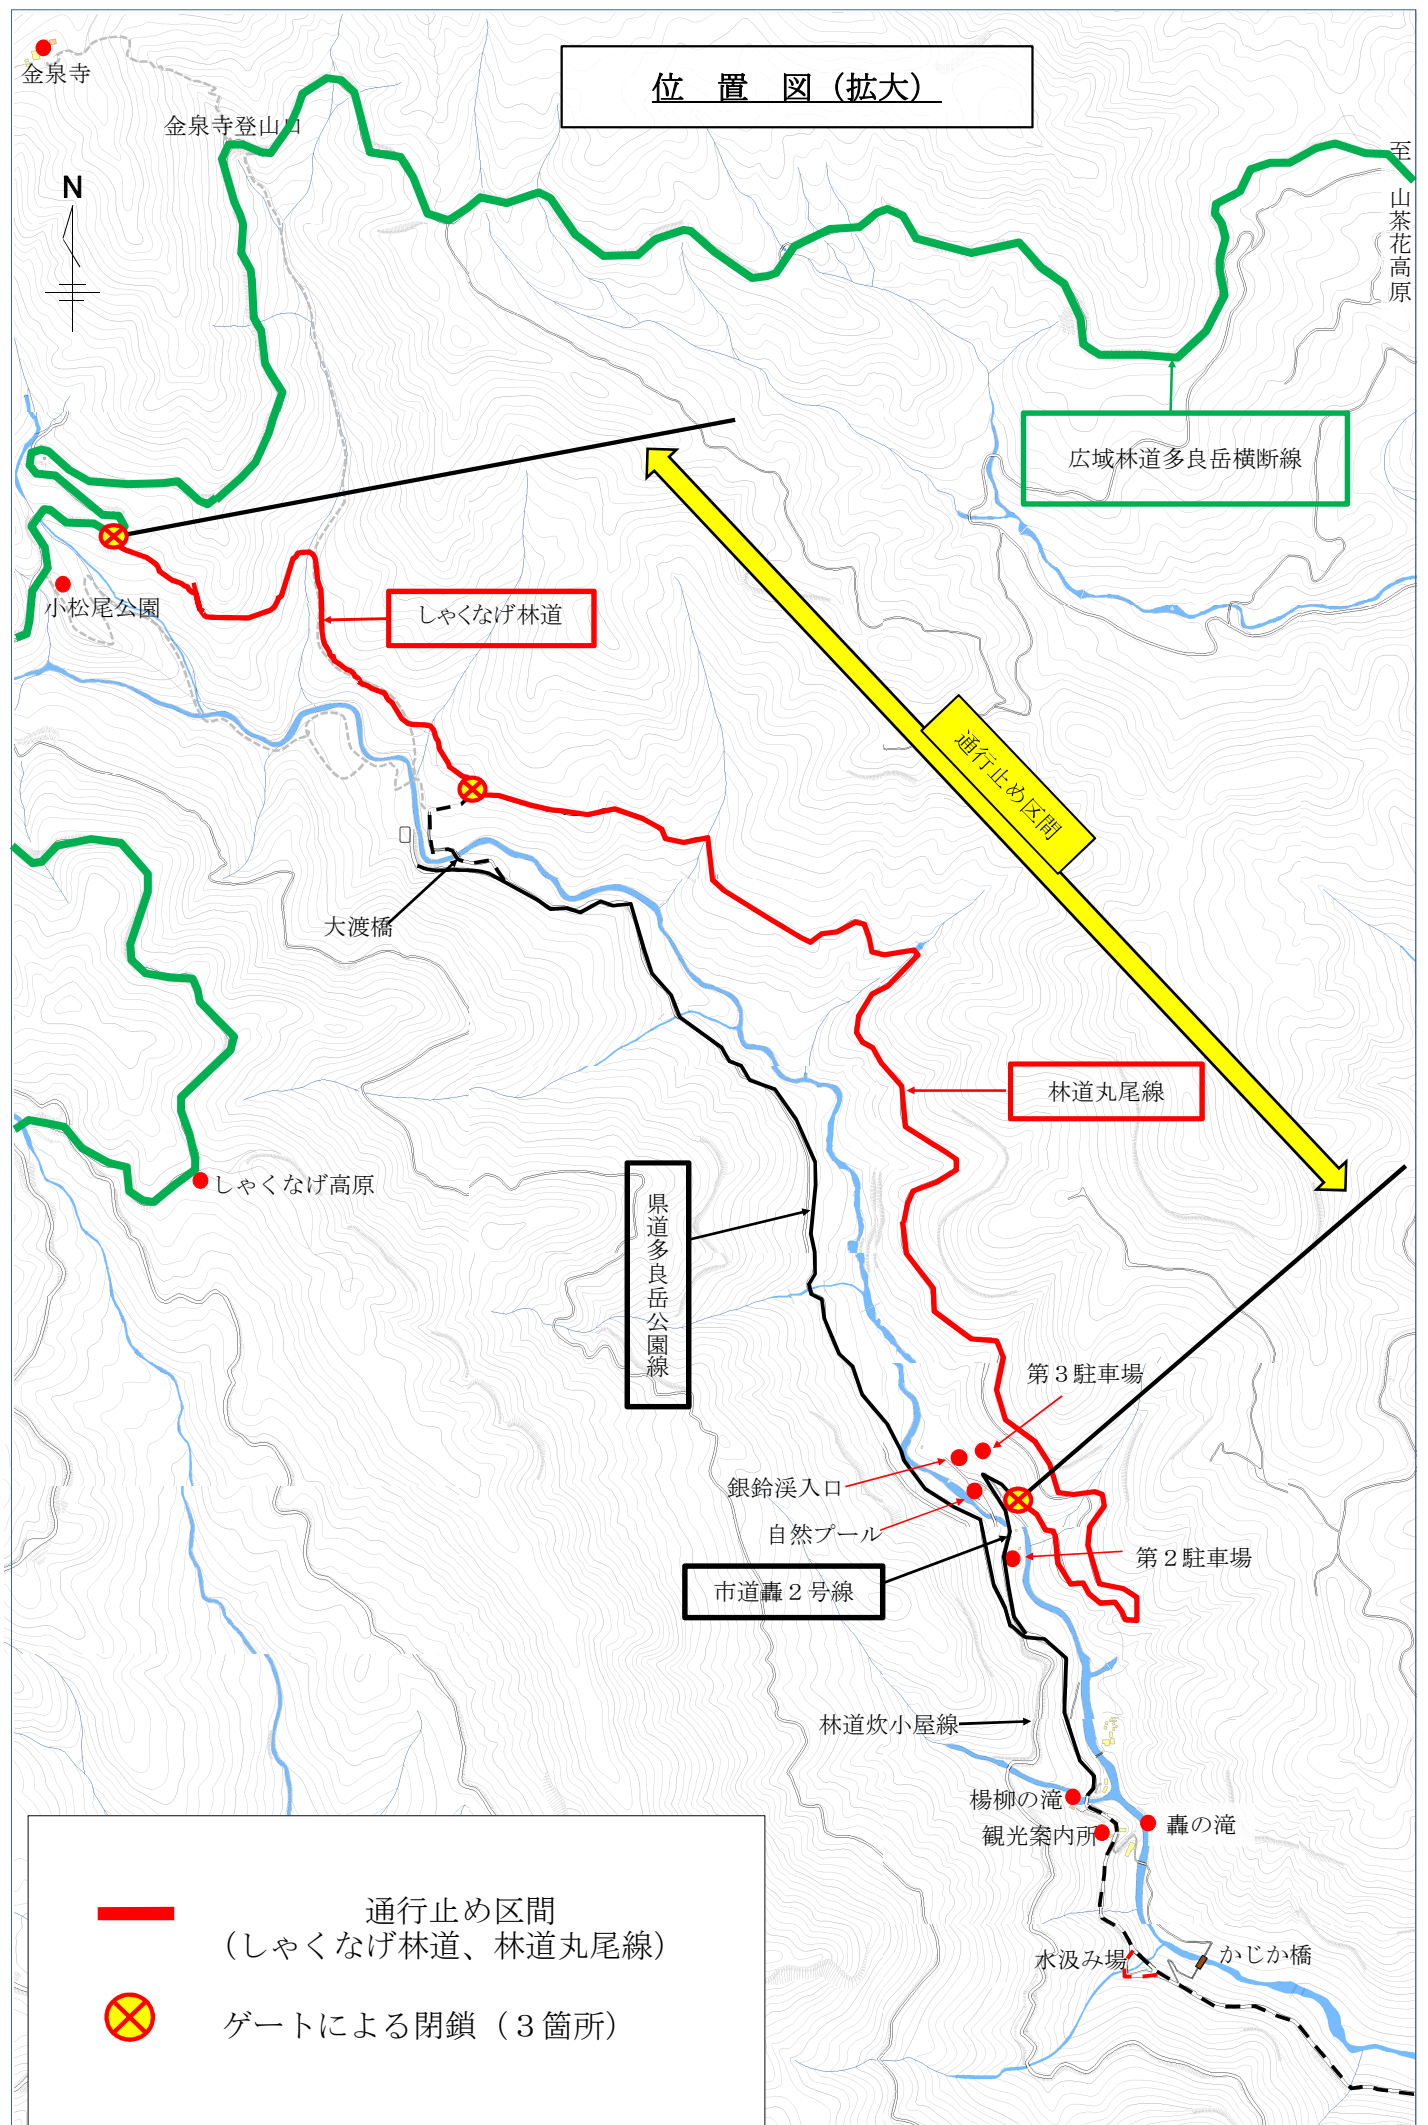 位　置　図（拡大）
金泉寺
金泉寺登山口
N
至　山茶花高原
広域林道多良岳横断線
小松尾公園
しゃくなげ林道
通行止め区間
大渡橋
林道丸尾線
しゃくなげ高原
県道多良岳公園線
第３駐車場
銀鈴渓入口
自然プール
第２駐車場
市道轟２号線
林道炊小屋線
楊柳の滝
轟の滝
観光案内所
水汲み場
かじか橋
通行止め区間
（しゃくなげ林道、林道丸尾線）
ゲートによる閉鎖（３箇所）